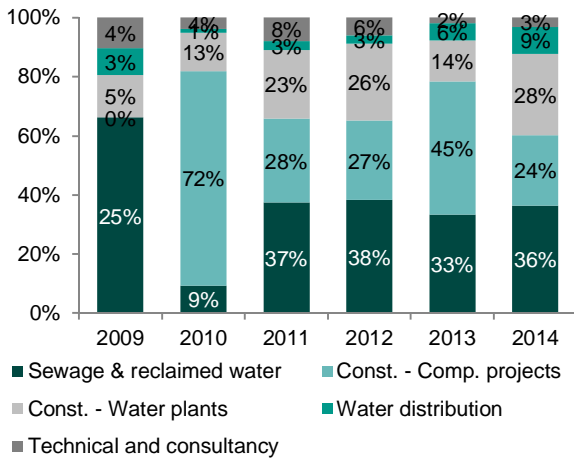 100%
4% 4% 8% 6% 2% 3%
3% 1% 3% 3% 6% 9%
80%
5% 13% 23% 26% 14% 28%
60%
0% 72% 28% 27% 45% 24%
40%
25% 9% 37% 38% 33% 36%
20%
0%
2009 2010 2011 2012 2013 2014
Sewage & reclaimed water Const. - Comp. projects
Const. - Water plants Water distribution
Technical and consultancy